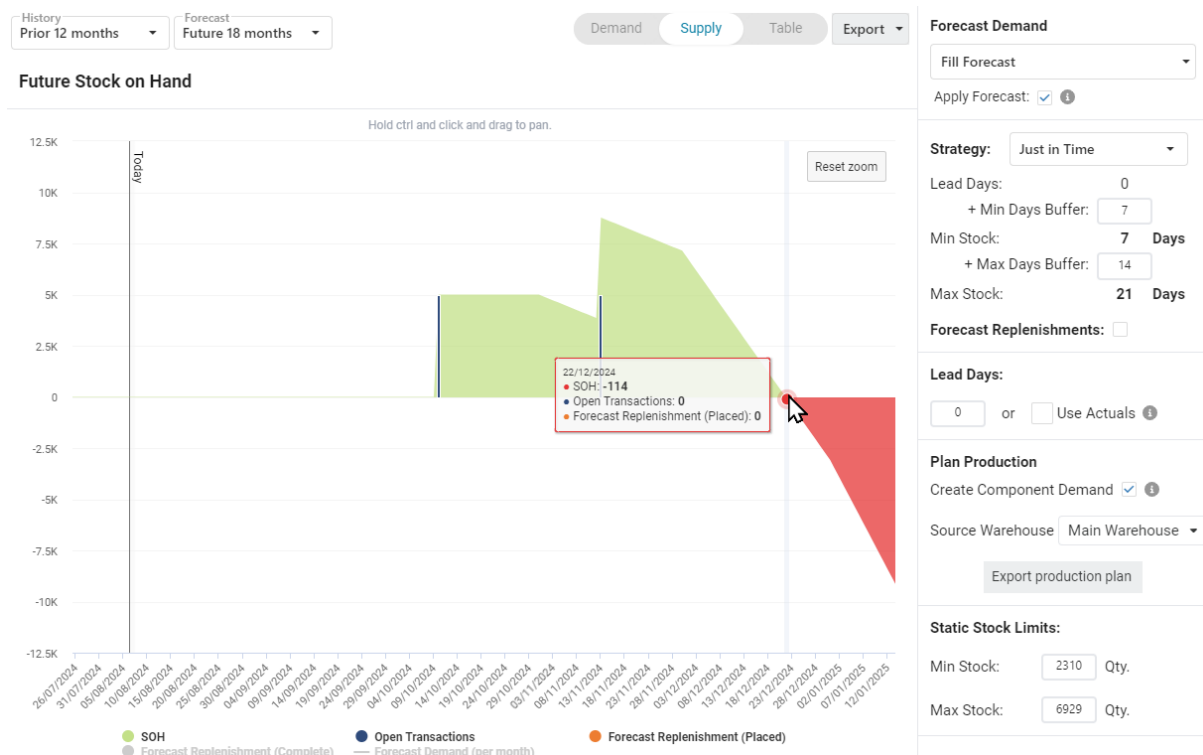 History
Prior 12 months
Forecast
Future 18 months
Demand
Supply
Table
Export
Future Stock on Hand
Hold ctrl and click and drag to pan.
12.5K
10K
7.5K
5K
2.5K
0
-2.5K
-5K
-7.5K
-10K
-12.5K
Today
Reset zoom
22/12/2024
SOH: -114
Open Transactions: 0
Forecast Replenishment (Placed): 0
26/07/2024
31/07/2024
05/08/2024
10/08/2024
15/08/2024
20/08/2024
25/08/2024
30/08/2024
04/09/2024
09/09/2024
14/09/2024
19/09/2024
24/09/2024
29/09/2024
04/10/2024
09/10/2024
14/10/2024
19/10/2024
24/10/2024
29/10/2024
03/11/2024
08/11/2024
13/11/2024
18/11/2024
23/11/2024
28/11/2024
03/12/2024
08/12/2024
13/12/2024
18/12/2024
23/12/2024
28/12/2024
02/01/2025
07/01/2025
12/01/2025
SOH
Open Transactions
Forecast Replenishment (Placed)
Forecast Replenishment (Complete)
Forecast Demand (per month)
Forecast Demand
Fill Forecast
Apply Forecast:
Strategy: Just in Time
Lead Days: 0
+ Min Days Buffer: 7
Min Stock: 7 Days
+ Max Days Buffer: 14
Max Stock: 21 Days
Forecast Replenishments:
Lead Days:
0 or Use Actuals
Plan Production
Create Component Demand
Source Warehouse Main Warehouse
Export production plan
Static Stock Limits:
Min Stock: 2310 Qty.
Max Stock: 6929 Qty.